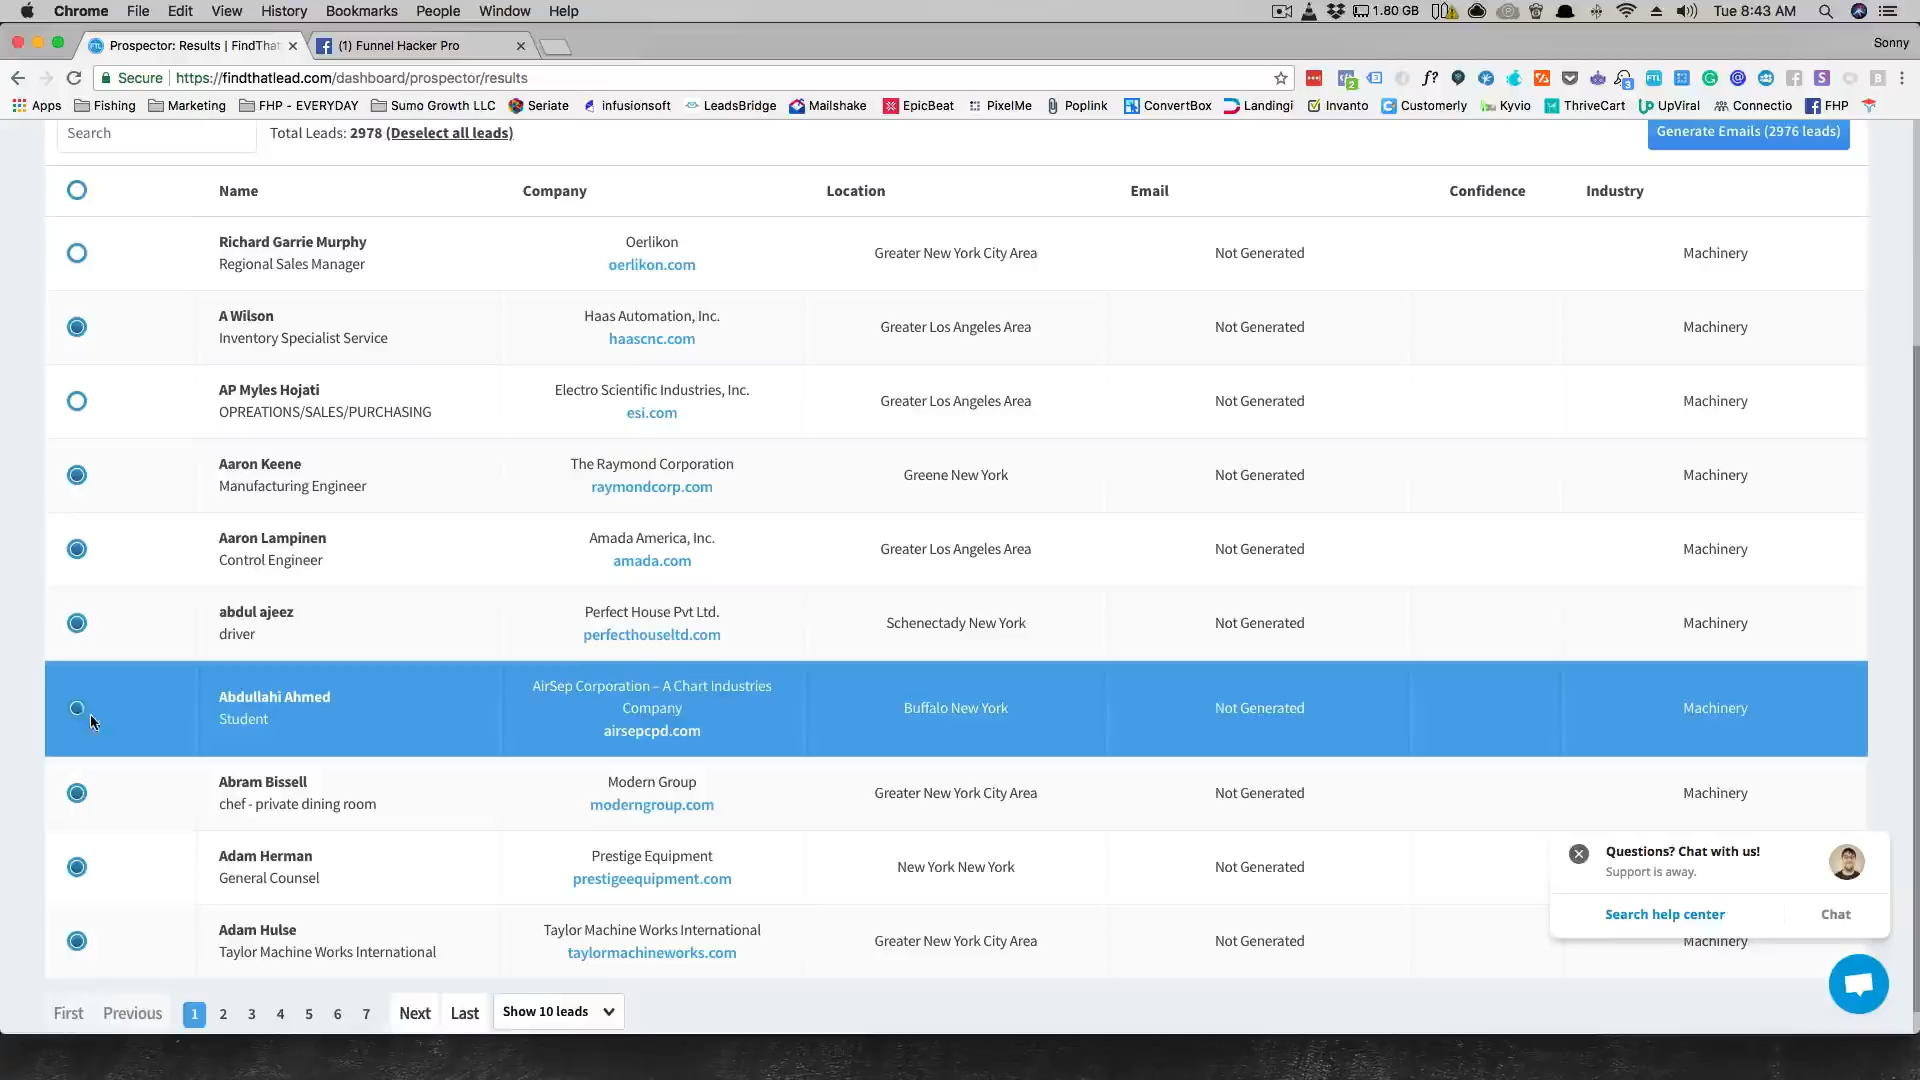 Chrome File Edit View History Bookmarks People Window Help 1.80 GB Tue 8:43 AM
Prospector: Results | FindThat (1) Funnel Hacker Pro Sonny
Secure https://findthatlead.com/dashboard/prospector/results
Apps Fishing Marketing FHP - EVERYDAY Sumo Growth LLC Seriate infusionsoft LeadsBridge Mailshake EpicBeat PixelMe Poplink ConvertBox Landingi Invanto Customerly Kyvio ThriveCart UpViral Connectio FHP
Search Total Leads: 2978 (Deselect all leads) Generate Emails (2976 leads)
Name Company Location Email Confidence Industry
Richard Garrie Murphy Oerlikon
Regional Sales Manager oerlikon.com Greater New York City Area Not Generated Machinery
A Wilson Haas Automation, Inc.
Inventory Specialist Service haascnc.com Greater Los Angeles Area Not Generated Machinery
AP Myles Hojati Electro Scientific Industries, Inc.
OPREATIONS/SALES/PURCHASING esi.com Greater Los Angeles Area Not Generated Machinery
Aaron Keene The Raymond Corporation
Manufacturing Engineer raymondcorp.com Greene New York Not Generated Machinery
Aaron Lampinen Amada America, Inc.
Control Engineer amada.com Greater Los Angeles Area Not Generated Machinery
abdul ajeez Perfect House Pvt Ltd.
driver perfecthouseltd.com Schenectady New York Not Generated Machinery
Abdullahi Ahmed AirSep Corporation – A Chart Industries
Student Company Buffalo New York Not Generated Machinery
airsepcpd.com
Abram Bissell Modern Group
chef - private dining room moderngroup.com Greater New York City Area Not Generated Machinery
Adam Herman Prestige Equipment
General Counsel prestigeequipment.com New York New York Not Generated
Adam Hulse Taylor Machine Works International
Taylor Machine Works International taylormachineworks.com Greater New York City Area Not Generated Machinery
Questions? Chat with us!
Support is away.
Search help center Chat
First Previous 1 2 3 4 5 6 7 Next Last Show 10 leads